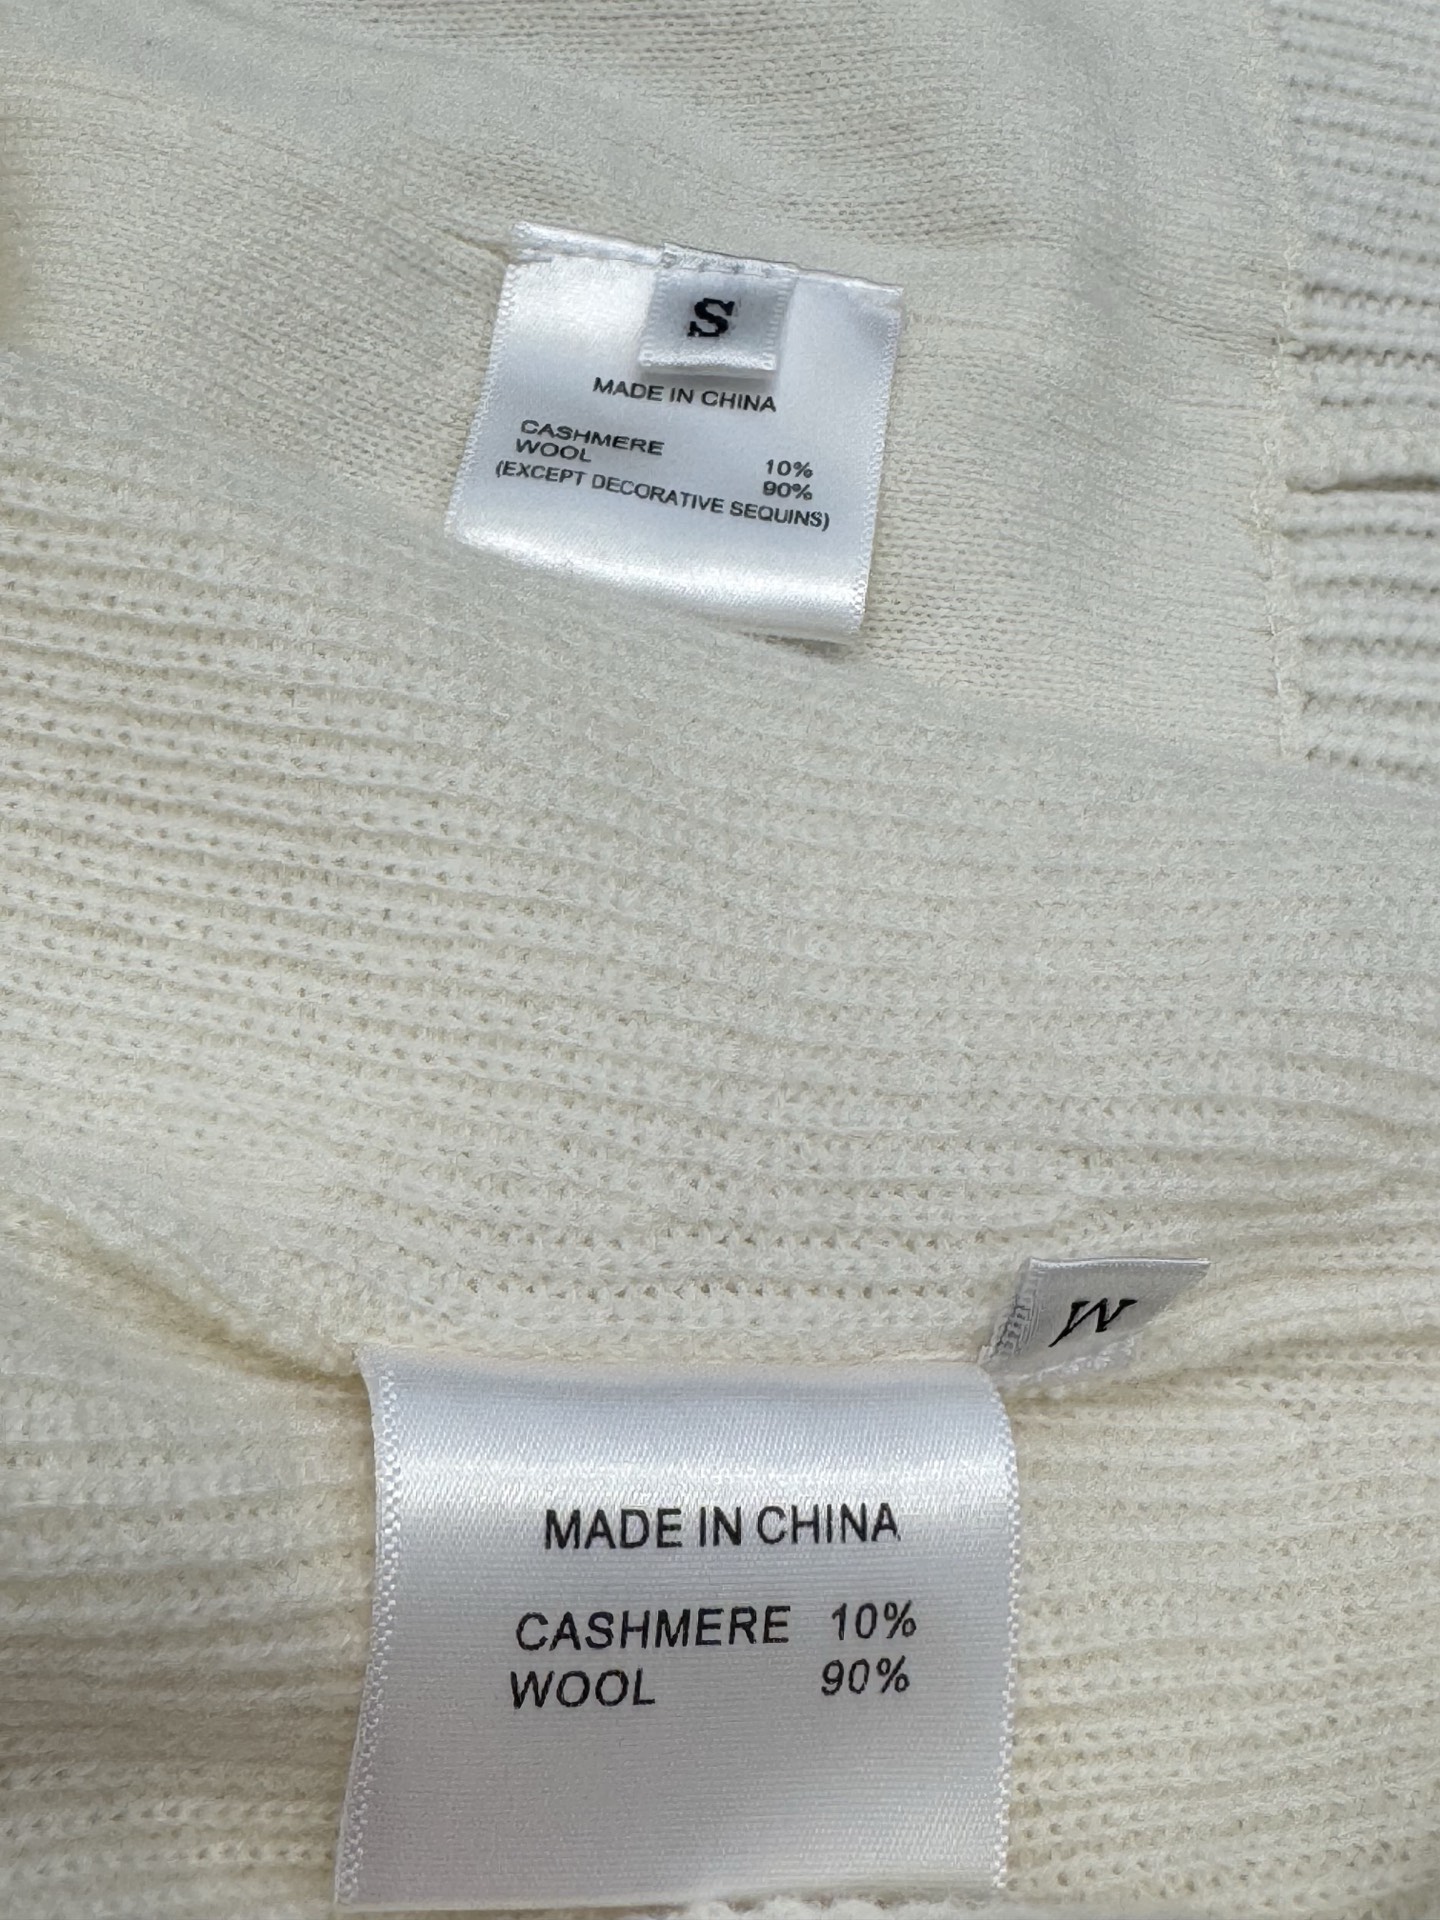 S
MADE IN CHINA
CASHMERE 10%
WOOL 90%
(EXCEPT DECORATIVE SEQUINS)
M
MADE IN CHINA
CASHMERE 10%
WOOL 90%